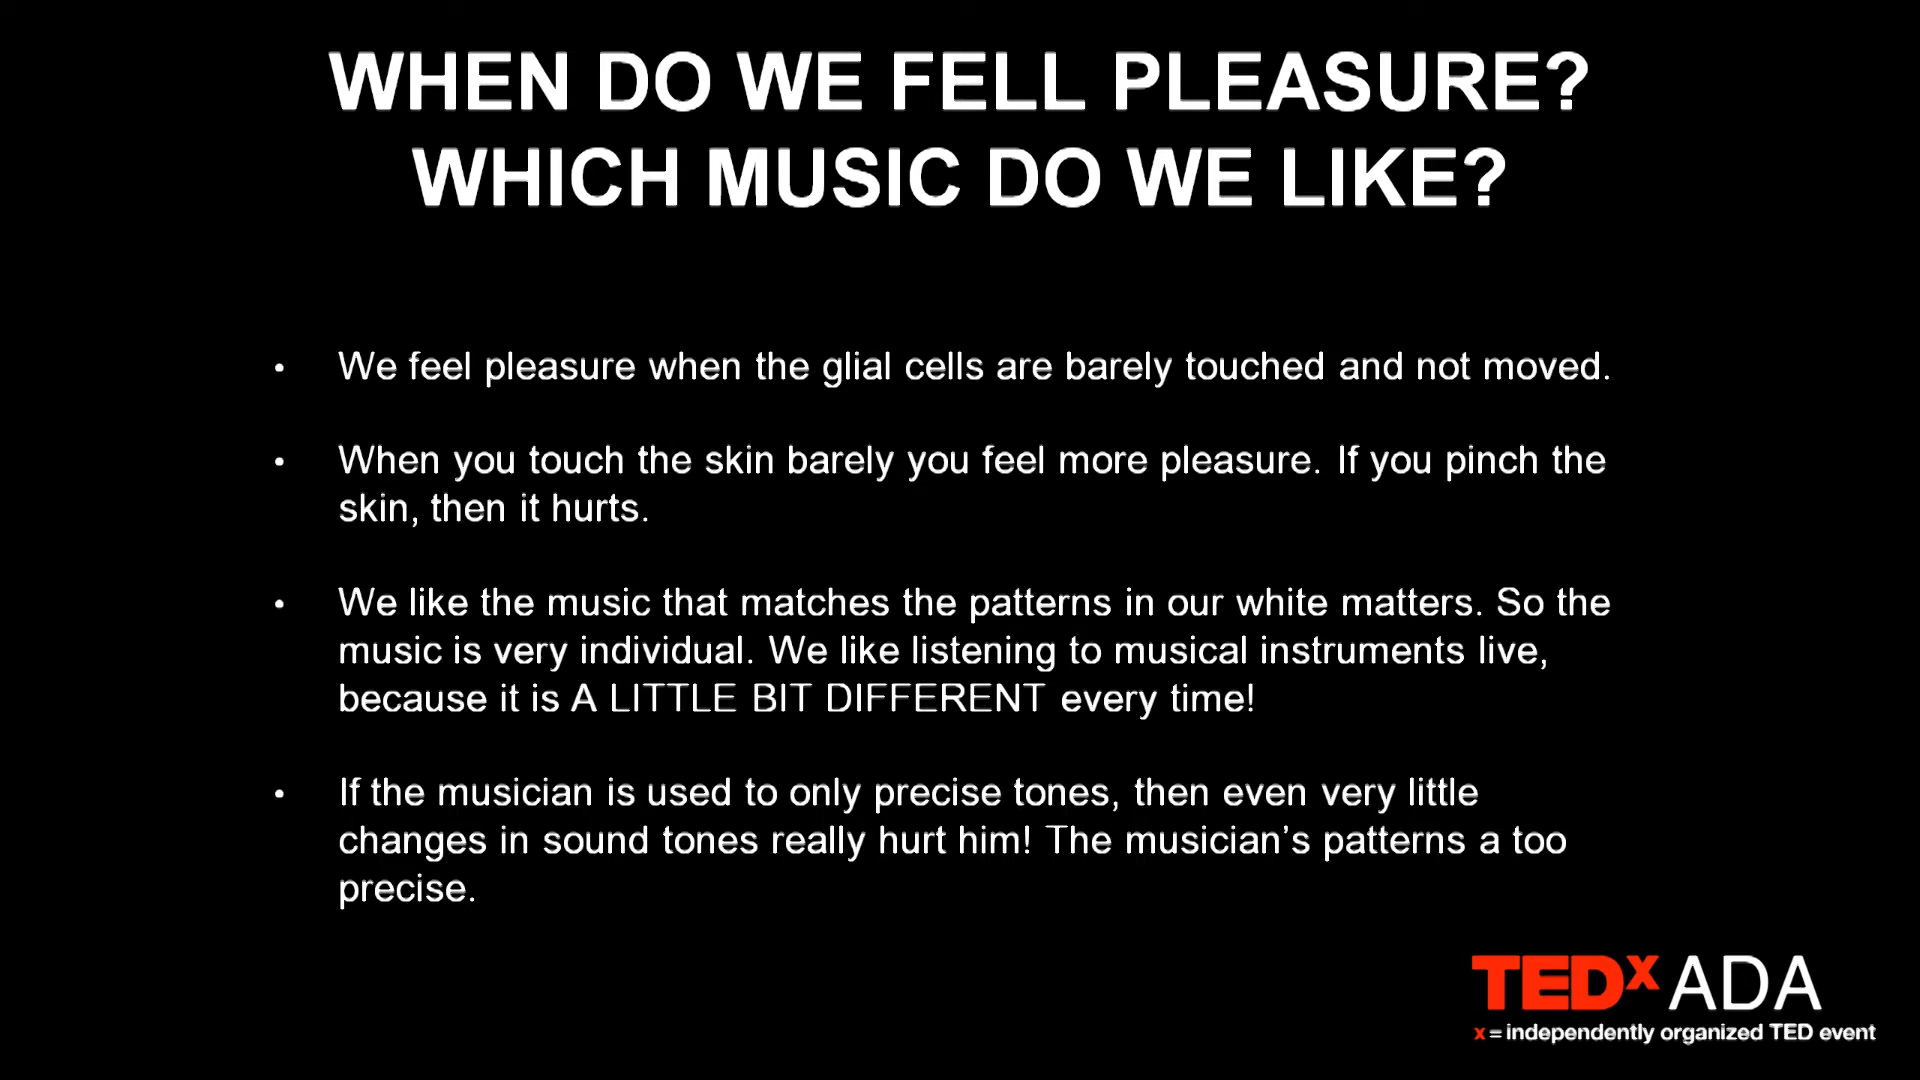 WHEN DO WE FELL PLEASURE?
WHICH MUSIC DO WE LIKE?
• We feel pleasure when the glial cells are barely touched and not moved.
• When you touch the skin barely you feel more pleasure. If you pinch the
skin, then it hurts.
• We like the music that matches the patterns in our white matters. So the
music is very individual. We like listening to musical instruments live,
because it is A LITTLE BIT DIFFERENT every time!
• If the musician is used to only precise tones, then even very little
changes in sound tones really hurt him! The musician’s patterns a too
precise.
TEDx ADA
x = independently organized TED event